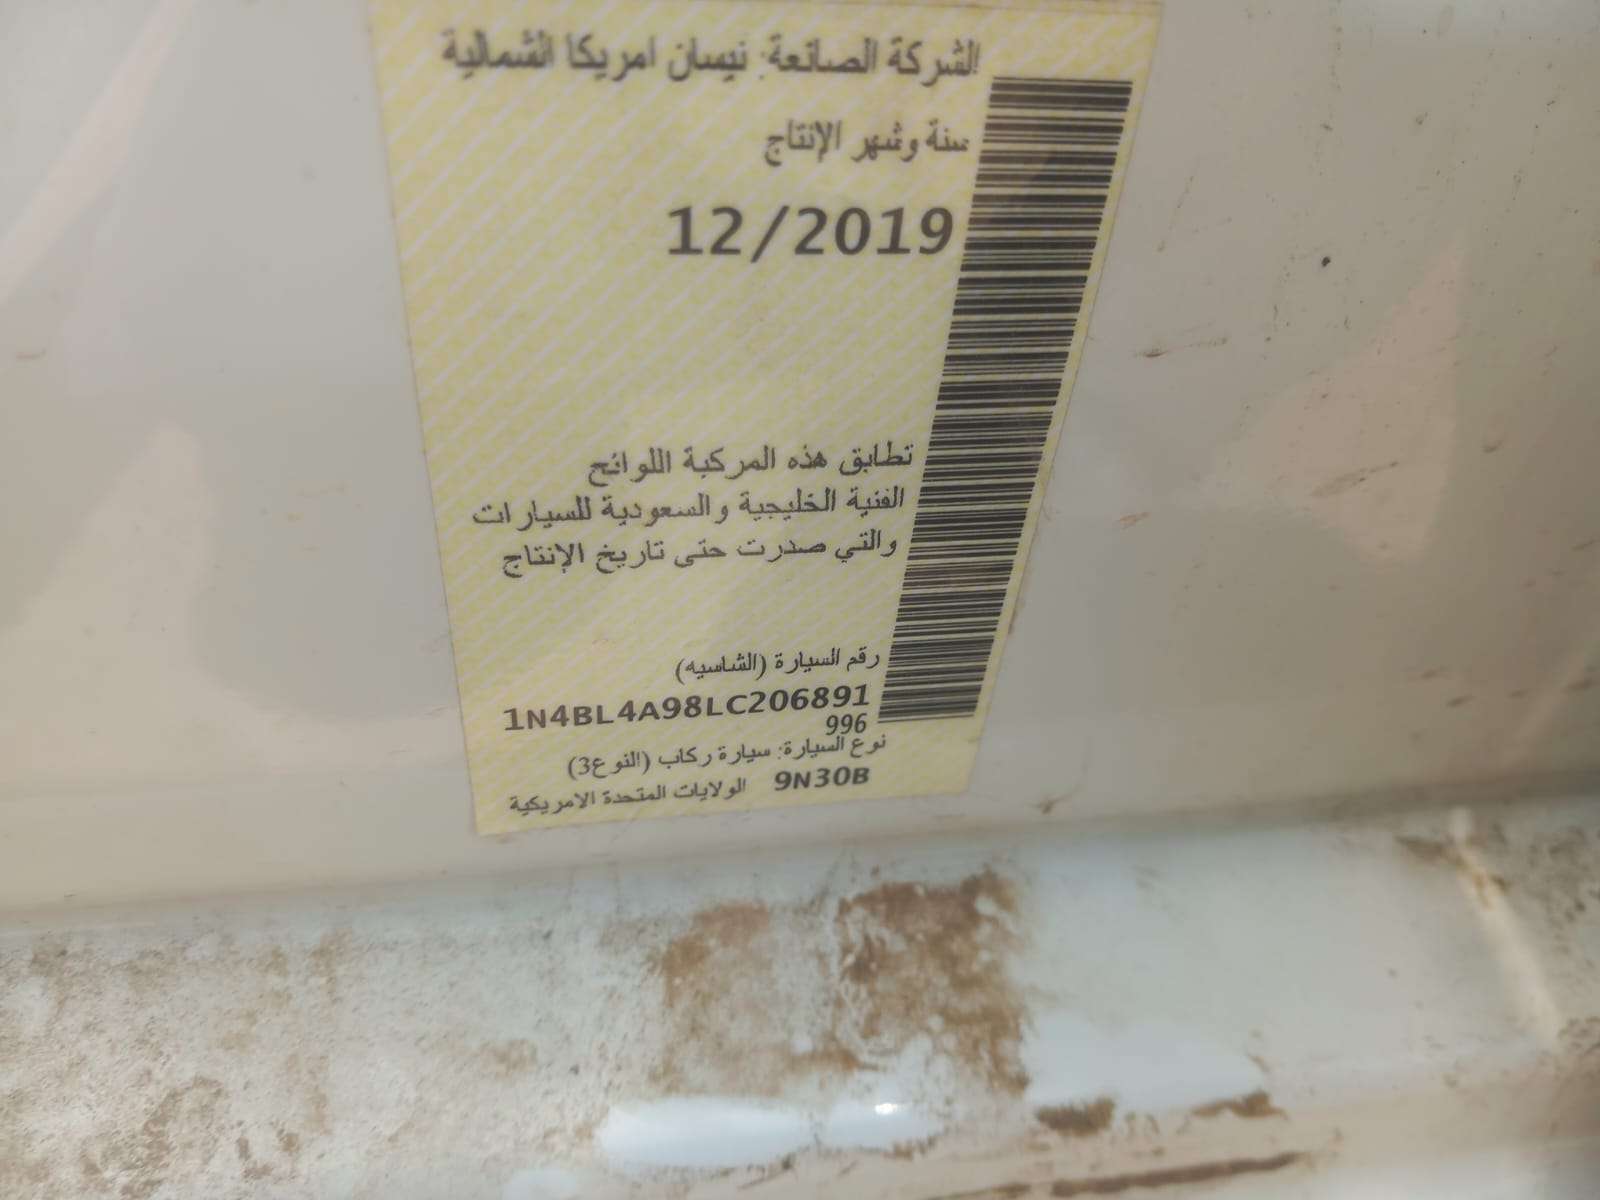 الشركة الصانعة: نيسان امريكا الشمالية
سنة وشهر الإنتاج
12/2019
تطابق هذه المركبة اللوائح
الفنية الخليجية والسعودية للسيارات
والتي صدرت حتى تاريخ الإنتاج
رقم السيارة (الشاسيه)
1N4BL4A98LC206891
996
نوع السيارة: سيارة ركاب (النوع3)
9N30B الولايات المتحدة الامريكية